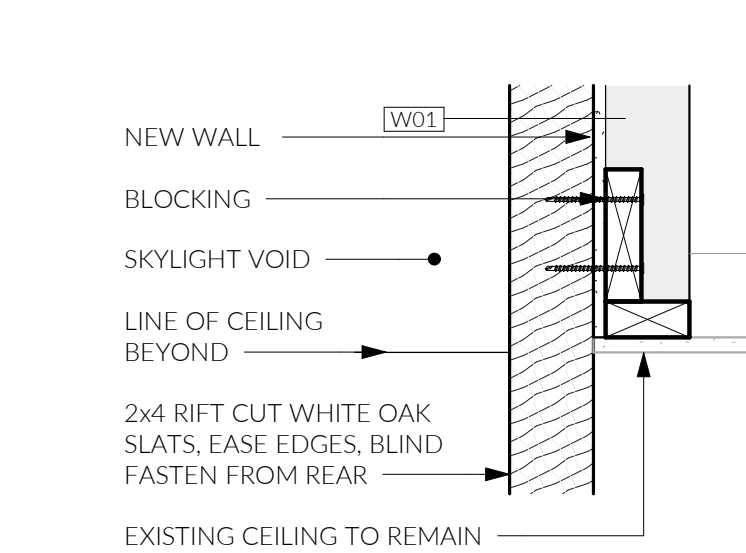 W01
NEW WALL
BLOCKING
SKYLIGHT VOID
LINE OF CEILING
BEYOND
2x4 RIFT CUT WHITE OAK
SLATS, EASE EDGES, BLIND
FASTEN FROM REAR
EXISTING CEILING TO REMAIN